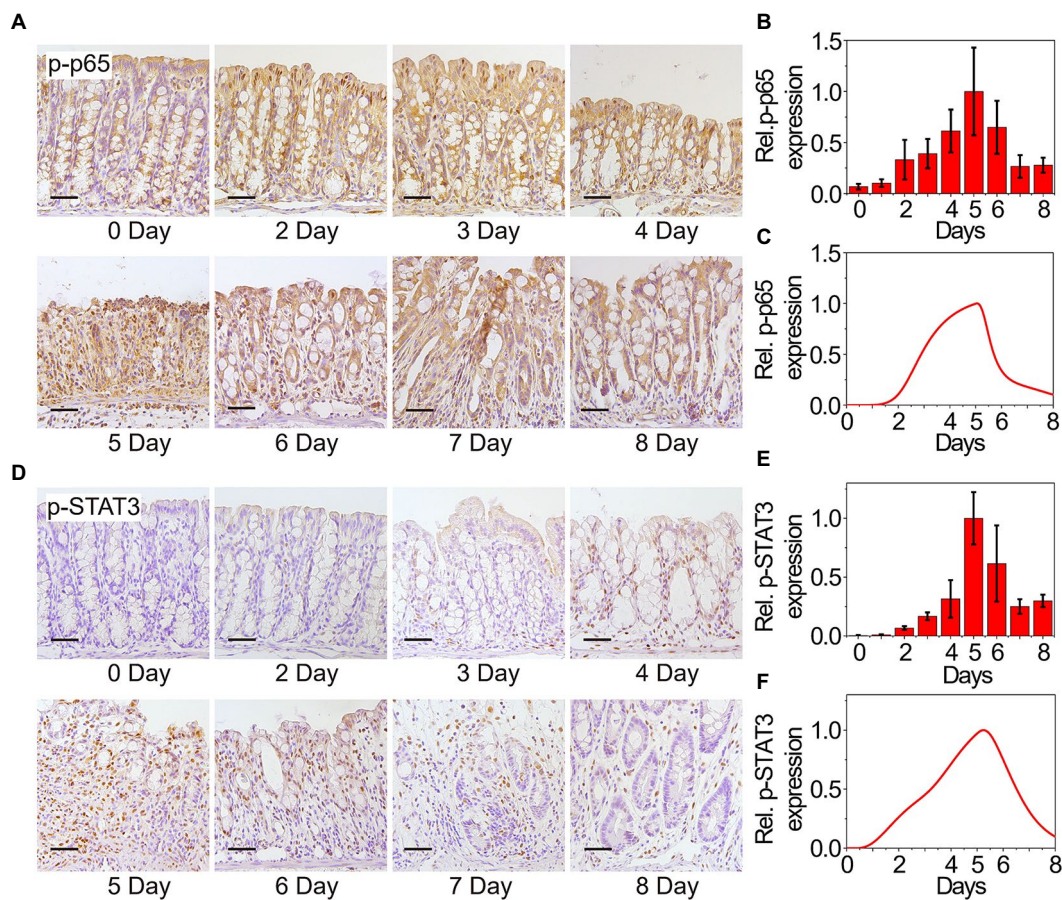 A
p-p65
0 Day
2 Day
3 Day
4 Day
5 Day
6 Day
7 Day
8 Day
B
1.5
1.0
0.5
0.0
Rel.p-p65
expression
0 2 4 5 6 8
Days
C
1.5
1.0
0.5
0.0
Rel. p-p65
expression
0 2 4 5 6 8
Days
D
p-STAT3
0 Day
2 Day
3 Day
4 Day
5 Day
6 Day
7 Day
8 Day
E
1.0
0.5
0
Rel. p-STAT3
expression
0 2 4 5 6 8
Days
F
1.0
0.5
0.0
Rel. p-STAT3
expression
0 2 4 5 6 8
Days